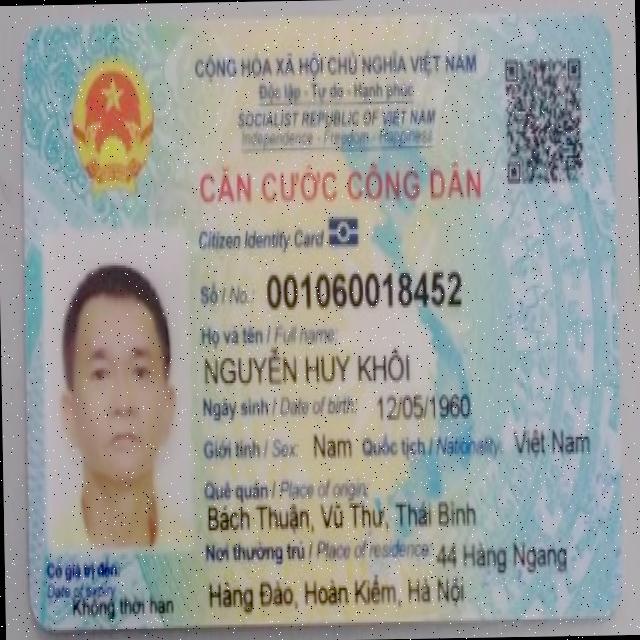 CỘNG HÒA XÃ HỘI CHỦ NGHĨA VIỆT NAM
Độc lập - Tự do - Hạnh phúc
SOCIALIST REPUBLIC OF VIET NAM
Independence - Freedom - Happiness
CĂN CƯỚC CÔNG DÂN
Citizen Identity Card
Số / No.: 001060018452
Họ và tên / Full name:
NGUYỄN HUY KHÔI
Ngày sinh / Date of birth: 12/05/1960
Giới tính / Sex: Nam Quốc tịch / Nationality: Việt Nam
Quê quán / Place of origin:
Bách Thuận, Vũ Thư, Thái Bình
Nơi thường trú / Place of residence: 44 Hàng Ngang
Hàng Đào, Hoàn Kiếm, Hà Nội
Có giá trị đến:
Date of expiry
Không thời hạn